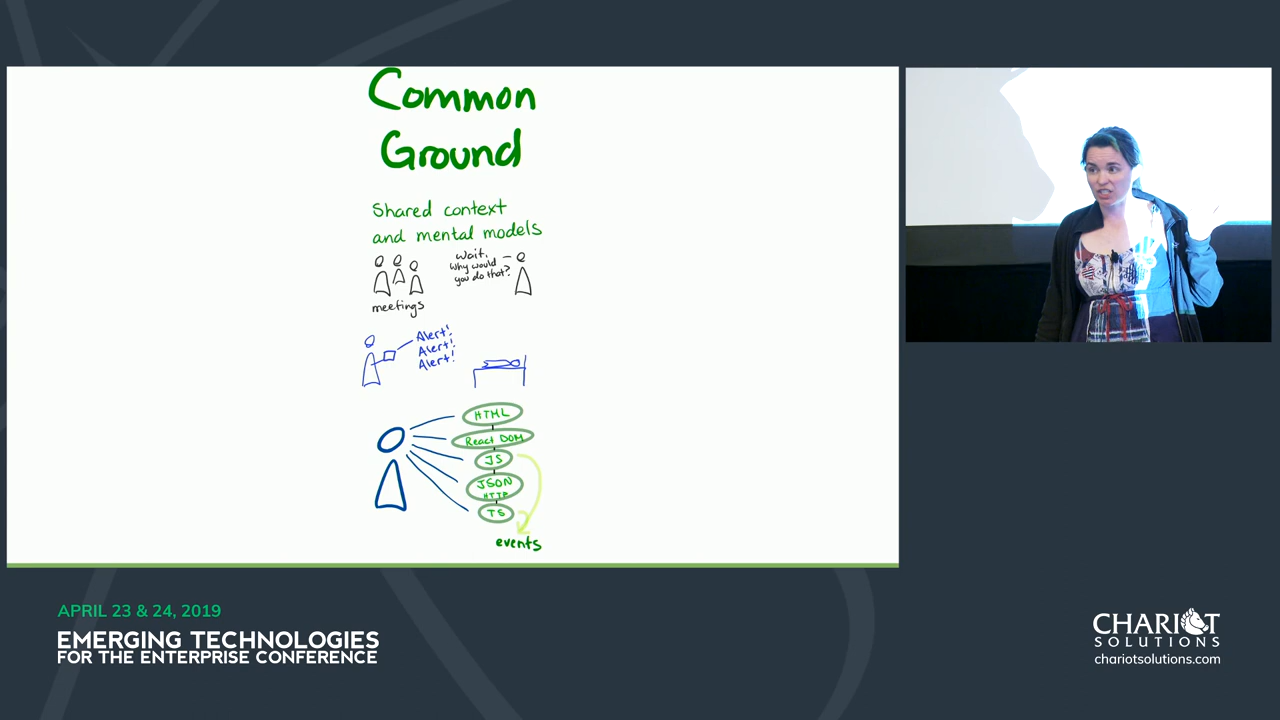 Common
Ground
Shared context
and mental models
Wait.
Why would
you do that?
meetings
Alert!
Alert!
Alert!
HTML
React DOM
JS
JSON
HTTP
TS
events
APRIL 23 & 24, 2019
EMERGING TECHNOLOGIES
FOR THE ENTERPRISE CONFERENCE
CHARIOT
SOLUTIONS
chariotsolutions.com